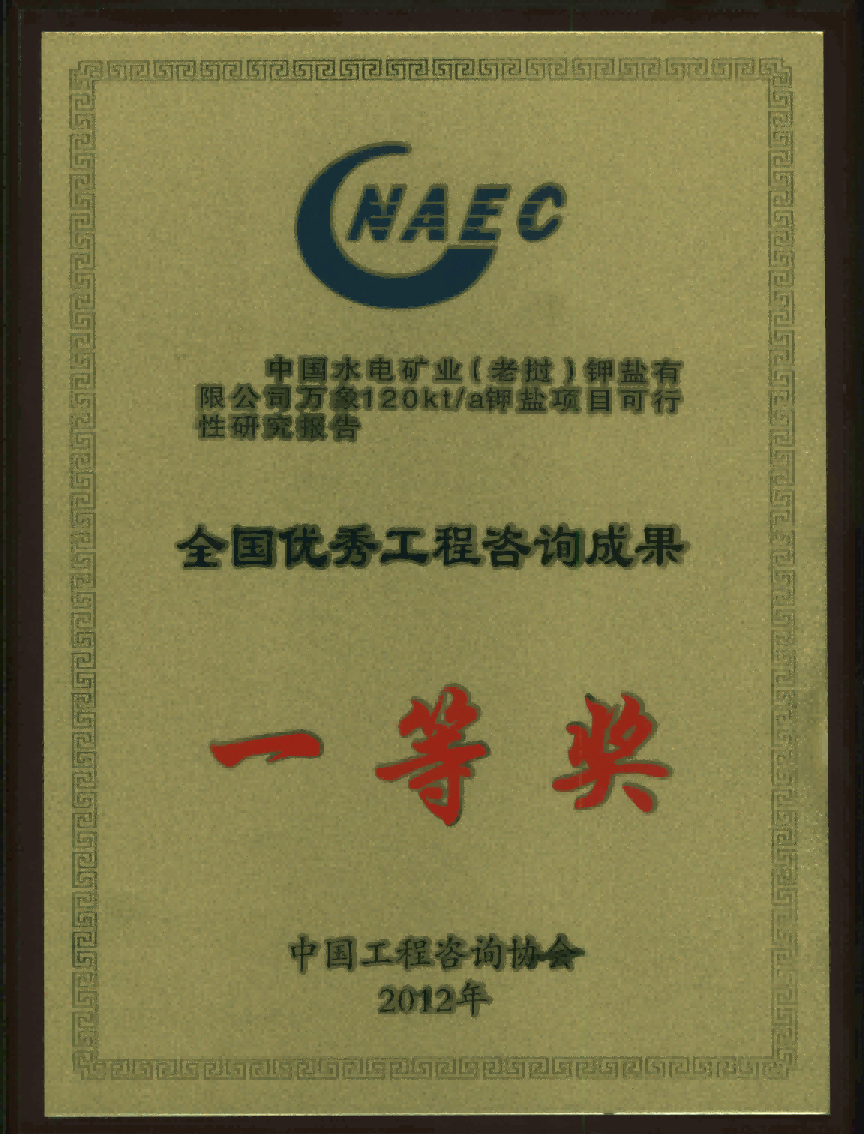 CNAEC
中国水电矿业(老挝)钾盐有
限公司万象120kt/a钾盐项目可行
性研究报告
全国优秀工程咨询成果
一等奖
中国工程咨询协会
2012年